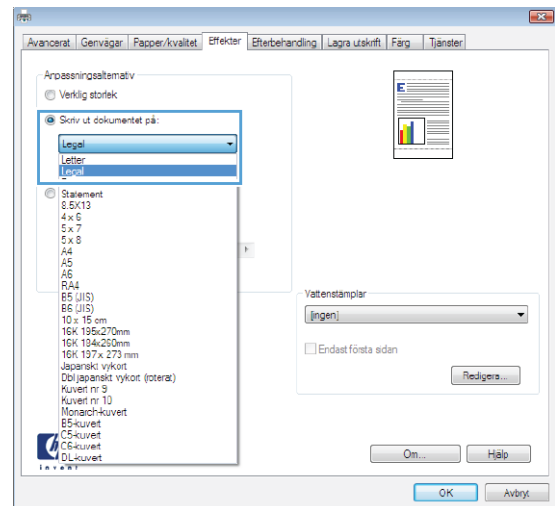 Avancerat Genvägar Papper/kvalitet Effekter Efterbehandling Lagra utskrift Färg Tjänster
Anpassningsalternativ
Verklig storlek
Skriv ut dokumentet på:
Legal
Letter
Legal
Statement
8.5X13
4 x 6
5 x 7
5 x 8
A4
A5
A6
RA4
B5 (JIS)
B6 (JIS)
10 x 15 cm
16K 195x270mm
16K 184x260mm
16K 197 x 273 mm
Japanskt vykort
Dbl japanskt vykort (roterat)
Kuvert nr 9
Kuvert nr 10
Monarch-kuvert
B5-kuvert
C5-kuvert
C6-kuvert
DL-kuvert
invent
E
Vattenstämplar
[ingen]
Endast första sidan
Redigera...
Om...
Hjälp
OK
Avbryt